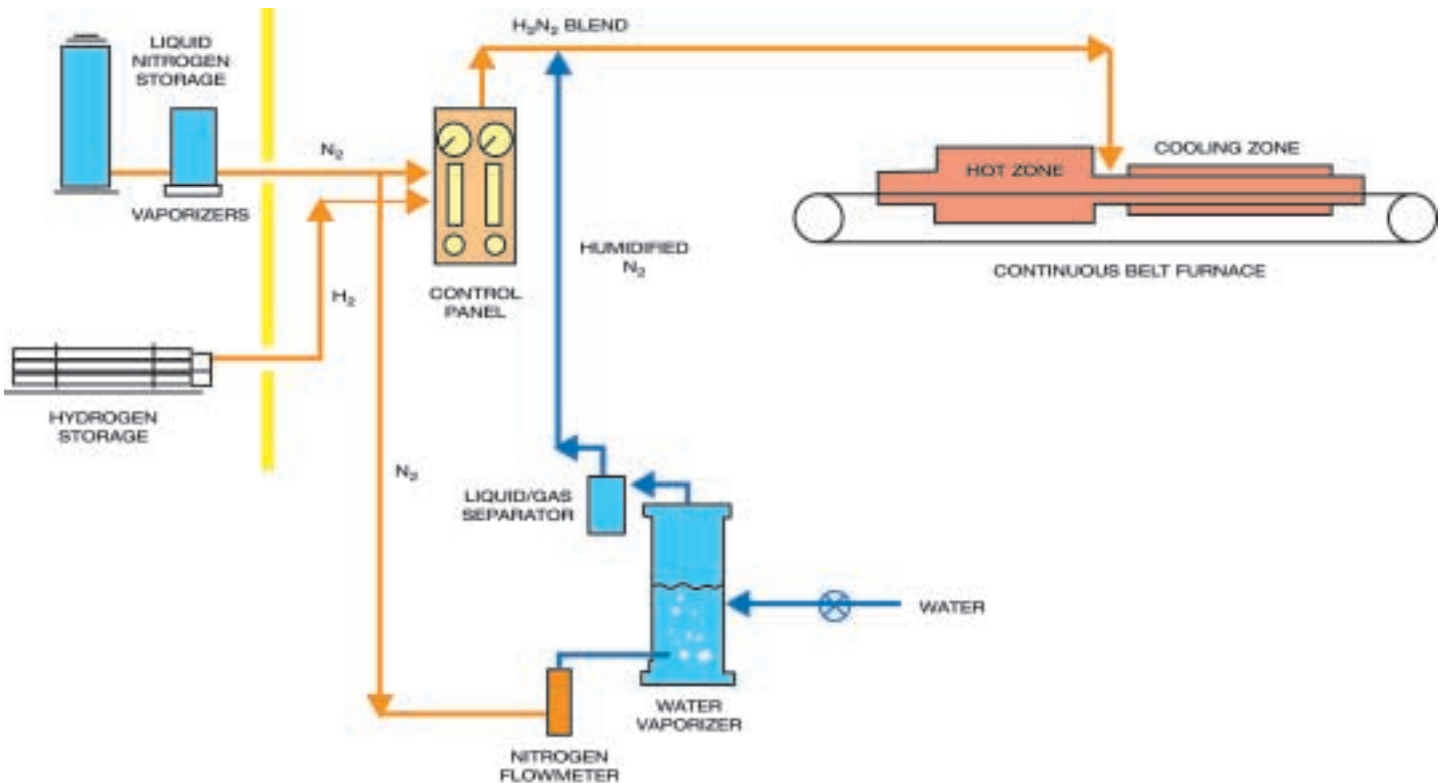 H₂N₂ BLEND
LIQUID
NITROGEN
STORAGE
N₂
VAPORIZERS
COOLING ZONE
HOT ZONE
HUMIDIFIED
N₂
CONTINUOUS BELT FURNACE
CONTROL
PANEL
H₂
HYDROGEN
STORAGE
N₂
LIQUID/GAS
SEPARATOR
WATER
WATER
VAPORIZER
NITROGEN
FLOWMETER